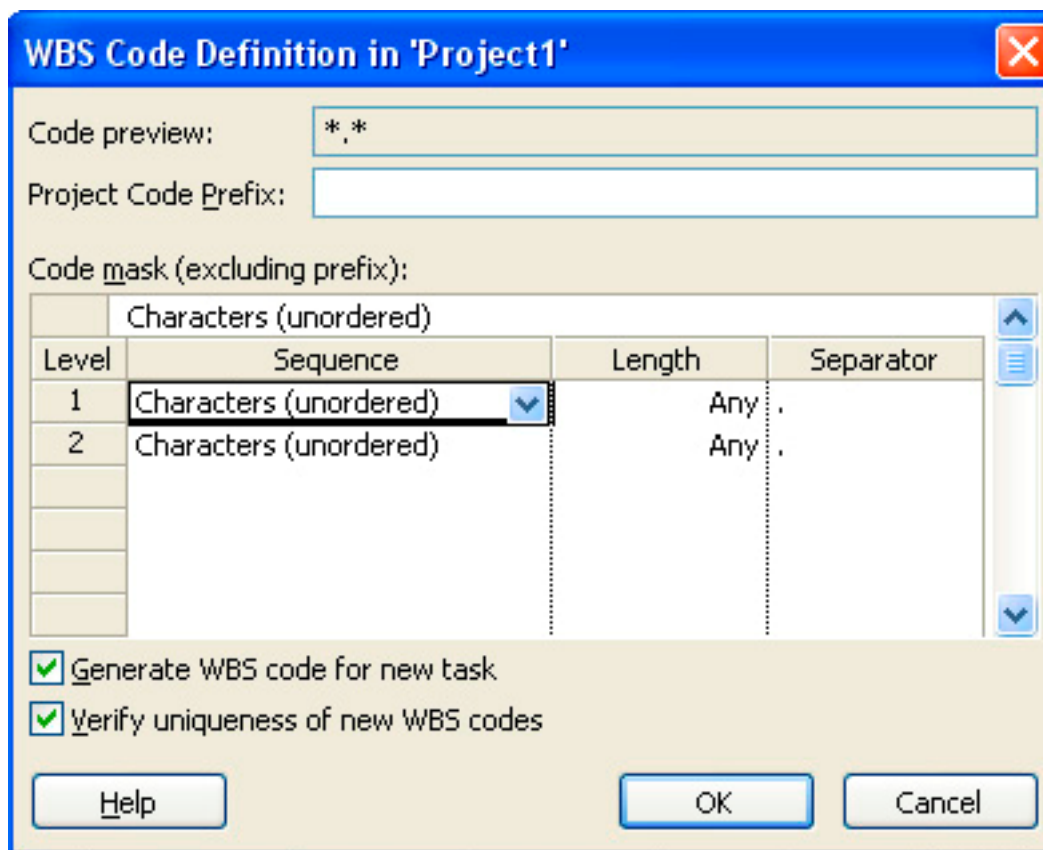 WBS Code Definition in 'Project1'
Code preview: *.*
Project Code Prefix:
Code mask (excluding prefix):
Characters (unordered)
Level Sequence Length Separator
1 Characters (unordered) Any .
2 Characters (unordered) Any .
Generate WBS code for new task
Verify uniqueness of new WBS codes
Help OK Cancel